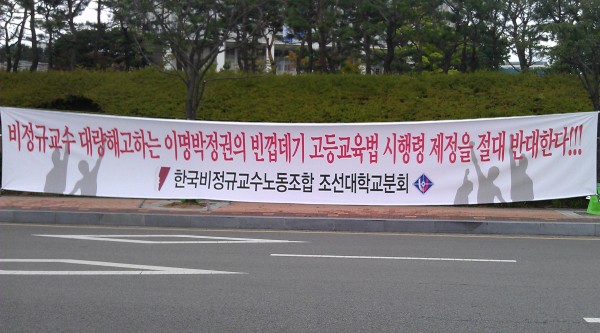 비정규교수 대량해고하는 이명박정권의 빈껍데기 고등교육법 시행령 제정을 절대 반대한다!!!
한국비정규교수노동조합 조선대학교분회